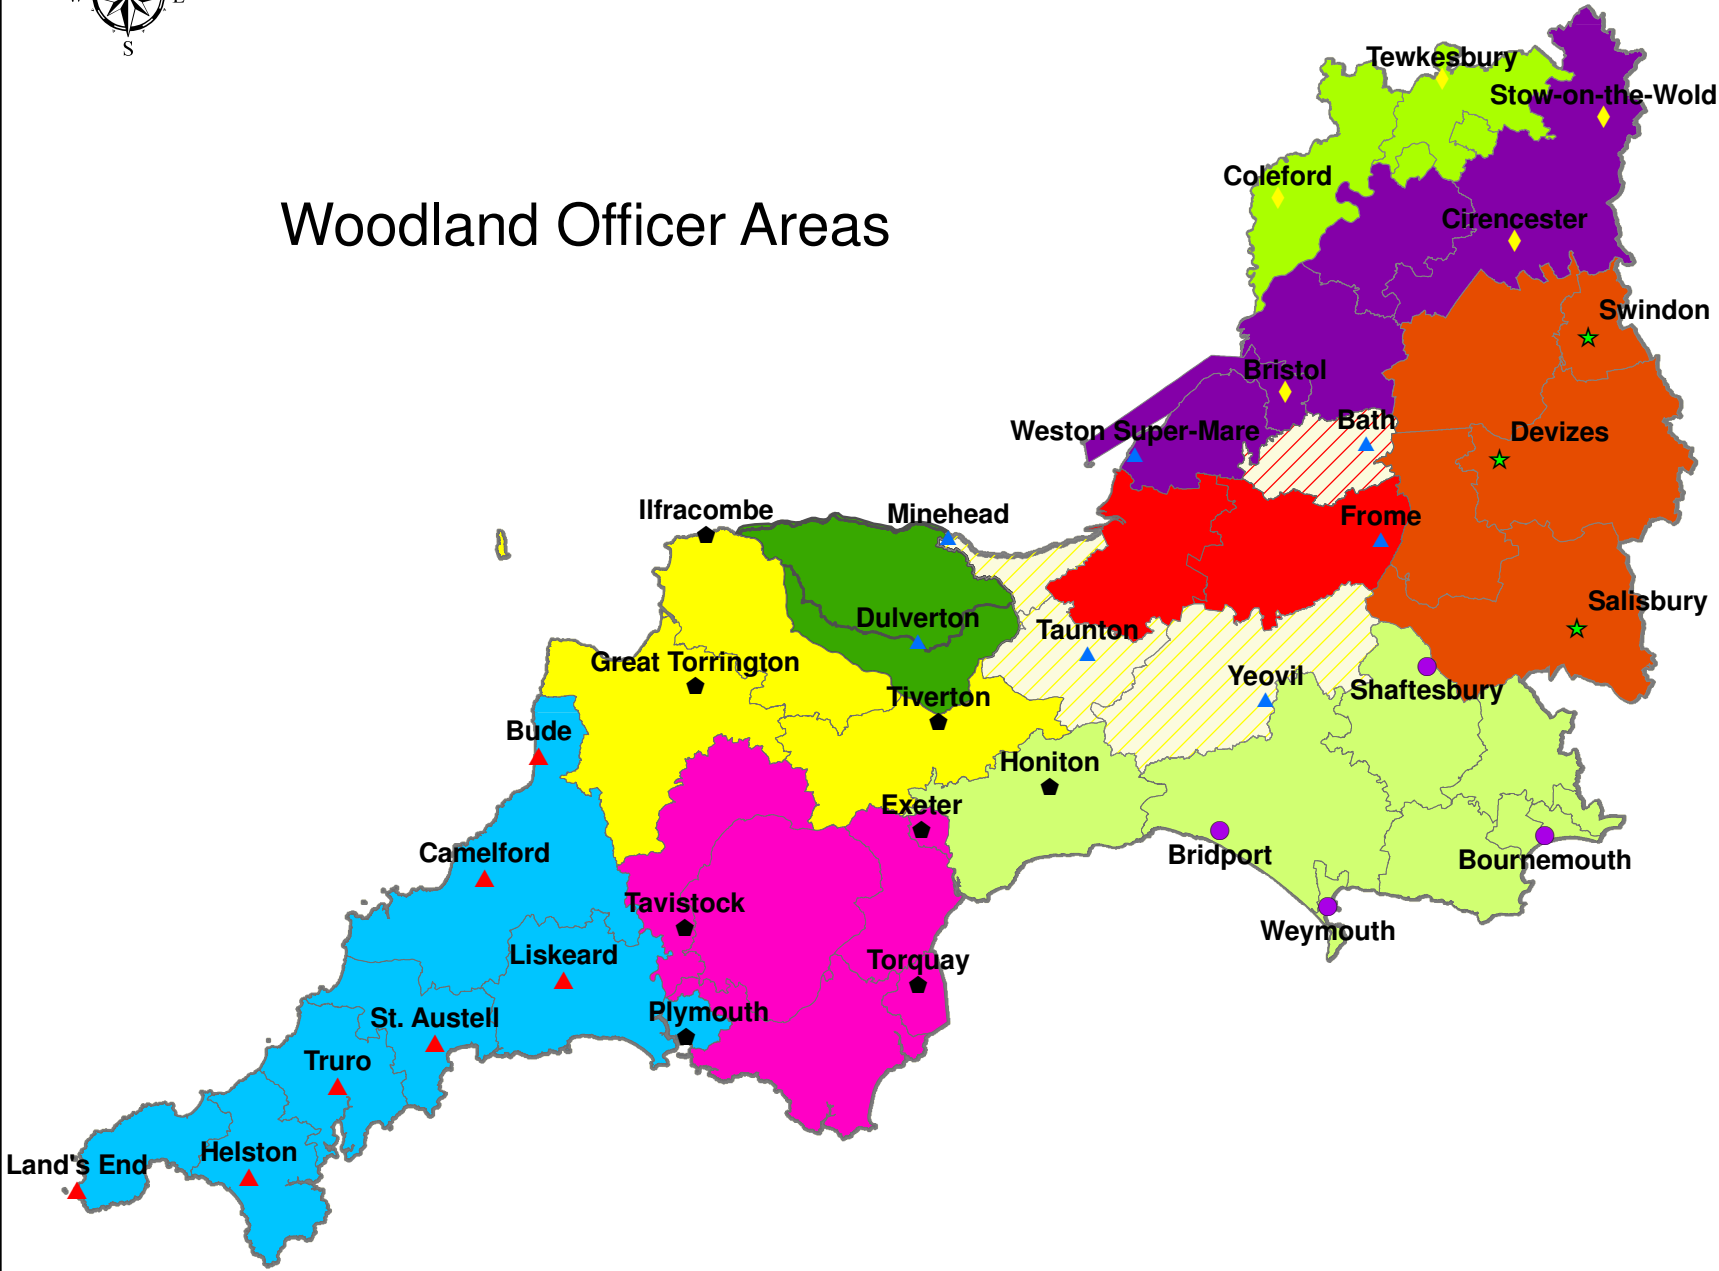 S
Tewkesbury
Stow-on-the-Wold
Coleford
Woodland Officer Areas
Cirencester
Swindon
Bristol
Bath
Weston Super-Mare
Devizes
Ilfracombe
Minehead
Frome
Salisbury
Dulverton
Taunton
Great Torrington
Yeovil
Shaftesbury
Tiverton
Bude
Honiton
Exeter
Camelford
Bridport
Bournemouth
Tavistock
Weymouth
Liskeard
Torquay
St. Austell
Plymouth
Truro
Helston
Land's End